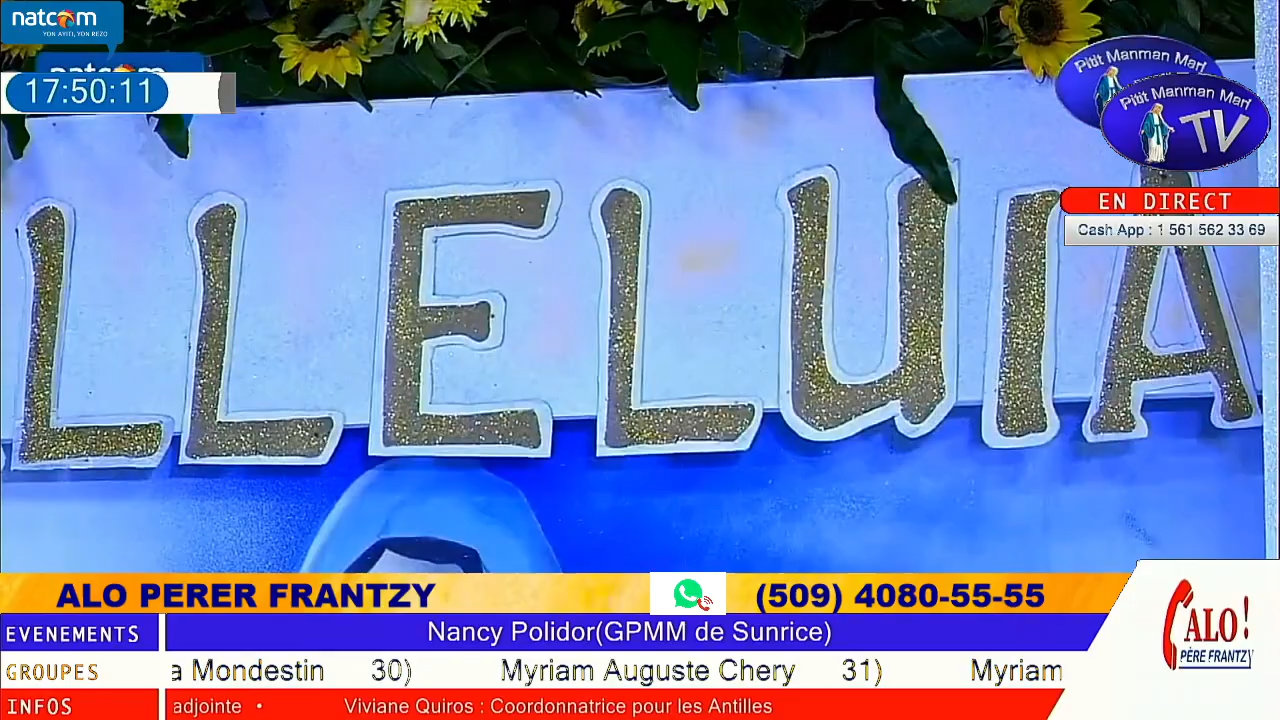 natcom
YON AYITI, YON REZO
natcom
17:50:11
Pitit Manman Mari
Pitit Manman Mari
TV
EN DIRECT
Cash App : 1 561 562 33 69
LLELUIA
ALO PERER FRANTZY
(509) 4080-55-55
EVENEMENTS
Nancy Polidor(GPMM de Sunrice)
GROUPES
a Mondestin 30) Myriam Auguste Chery 31) Myriam
INFOS
adjointe • Viviane Quiros : Coordonnatrice pour les Antilles
ALO!
PÈRE FRANTZY